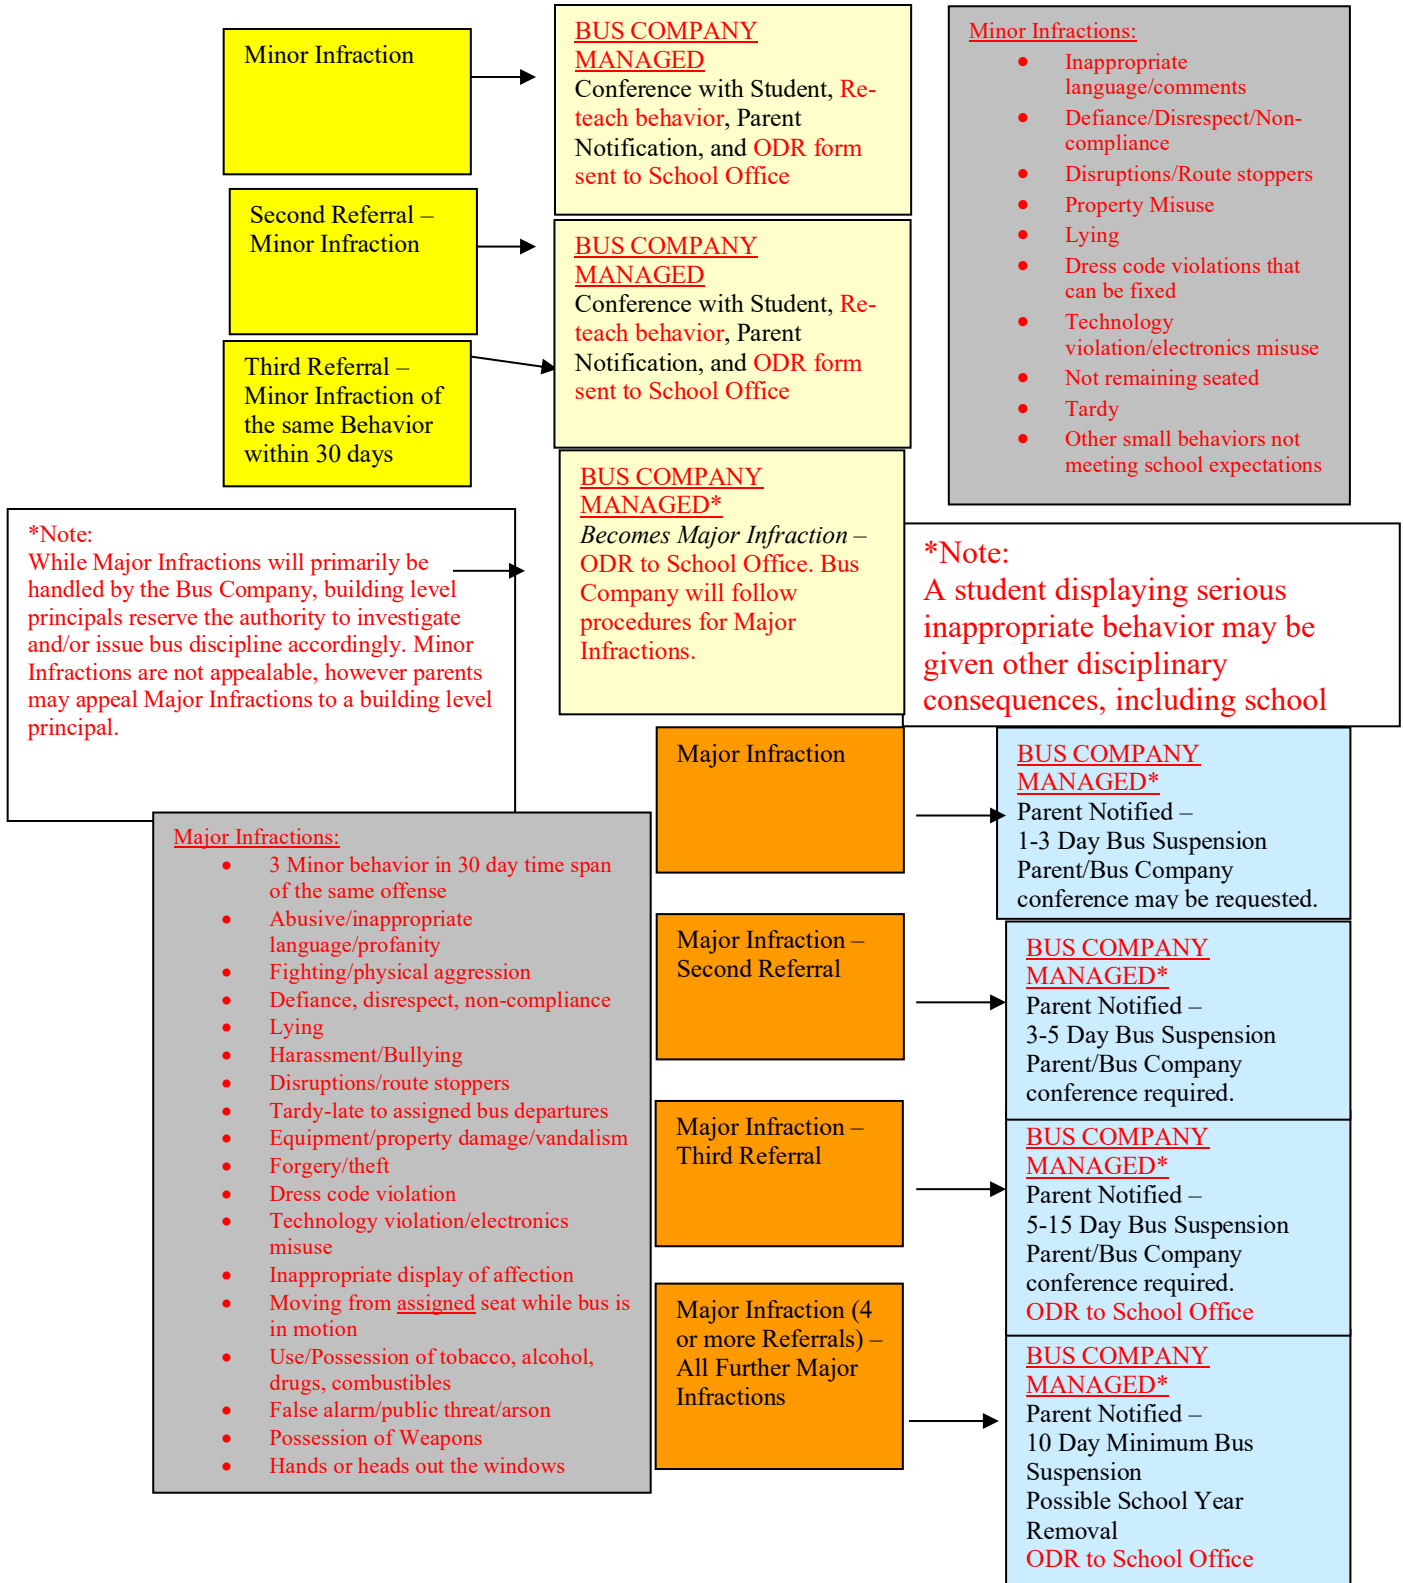 Minor Infraction
BUS COMPANY
MANAGED
Conference with Student, Re-
teach behavior, Parent
Notification, and ODR form
sent to School Office
Minor Infractions:
• Inappropriate
language/comments
• Defiance/Disrespect/Non-
compliance
• Disruptions/Route stoppers
• Property Misuse
• Lying
• Dress code violations that
can be fixed
• Technology
violation/electronics misuse
• Not remaining seated
• Tardy
• Other small behaviors not
meeting school expectations
Second Referral –
Minor Infraction
BUS COMPANY
MANAGED
Conference with Student, Re-
teach behavior, Parent
Notification, and ODR form
sent to School Office
Third Referral –
Minor Infraction of
the same Behavior
within 30 days
BUS COMPANY
MANAGED*
Becomes Major Infraction –
ODR to School Office. Bus
Company will follow
procedures for Major
Infractions.
*Note:
While Major Infractions will primarily be
handled by the Bus Company, building level
principals reserve the authority to investigate
and/or issue bus discipline accordingly. Minor
Infractions are not appealable, however parents
may appeal Major Infractions to a building level
principal.
*Note:
A student displaying serious
inappropriate behavior may be
given other disciplinary
consequences, including school
Major Infraction
BUS COMPANY
MANAGED*
Parent Notified –
1-3 Day Bus Suspension
Parent/Bus Company
conference may be requested.
Major Infractions:
• 3 Minor behavior in 30 day time span
of the same offense
• Abusive/inappropriate
language/profanity
• Fighting/physical aggression
• Defiance, disrespect, non-compliance
• Lying
• Harassment/Bullying
• Disruptions/route stoppers
• Tardy-late to assigned bus departures
• Equipment/property damage/vandalism
• Forgery/theft
• Dress code violation
• Technology violation/electronics
misuse
• Inappropriate display of affection
• Moving from assigned seat while bus is
in motion
• Use/Possession of tobacco, alcohol,
drugs, combustibles
• False alarm/public threat/arson
• Possession of Weapons
• Hands or heads out the windows
Major Infraction –
Second Referral
BUS COMPANY
MANAGED*
Parent Notified –
3-5 Day Bus Suspension
Parent/Bus Company
conference required.
Major Infraction –
Third Referral
BUS COMPANY
MANAGED*
Parent Notified –
5-15 Day Bus Suspension
Parent/Bus Company
conference required.
ODR to School Office
Major Infraction (4
or more Referrals) –
All Further Major
Infractions
BUS COMPANY
MANAGED*
Parent Notified –
10 Day Minimum Bus
Suspension
Possible School Year
Removal
ODR to School Office